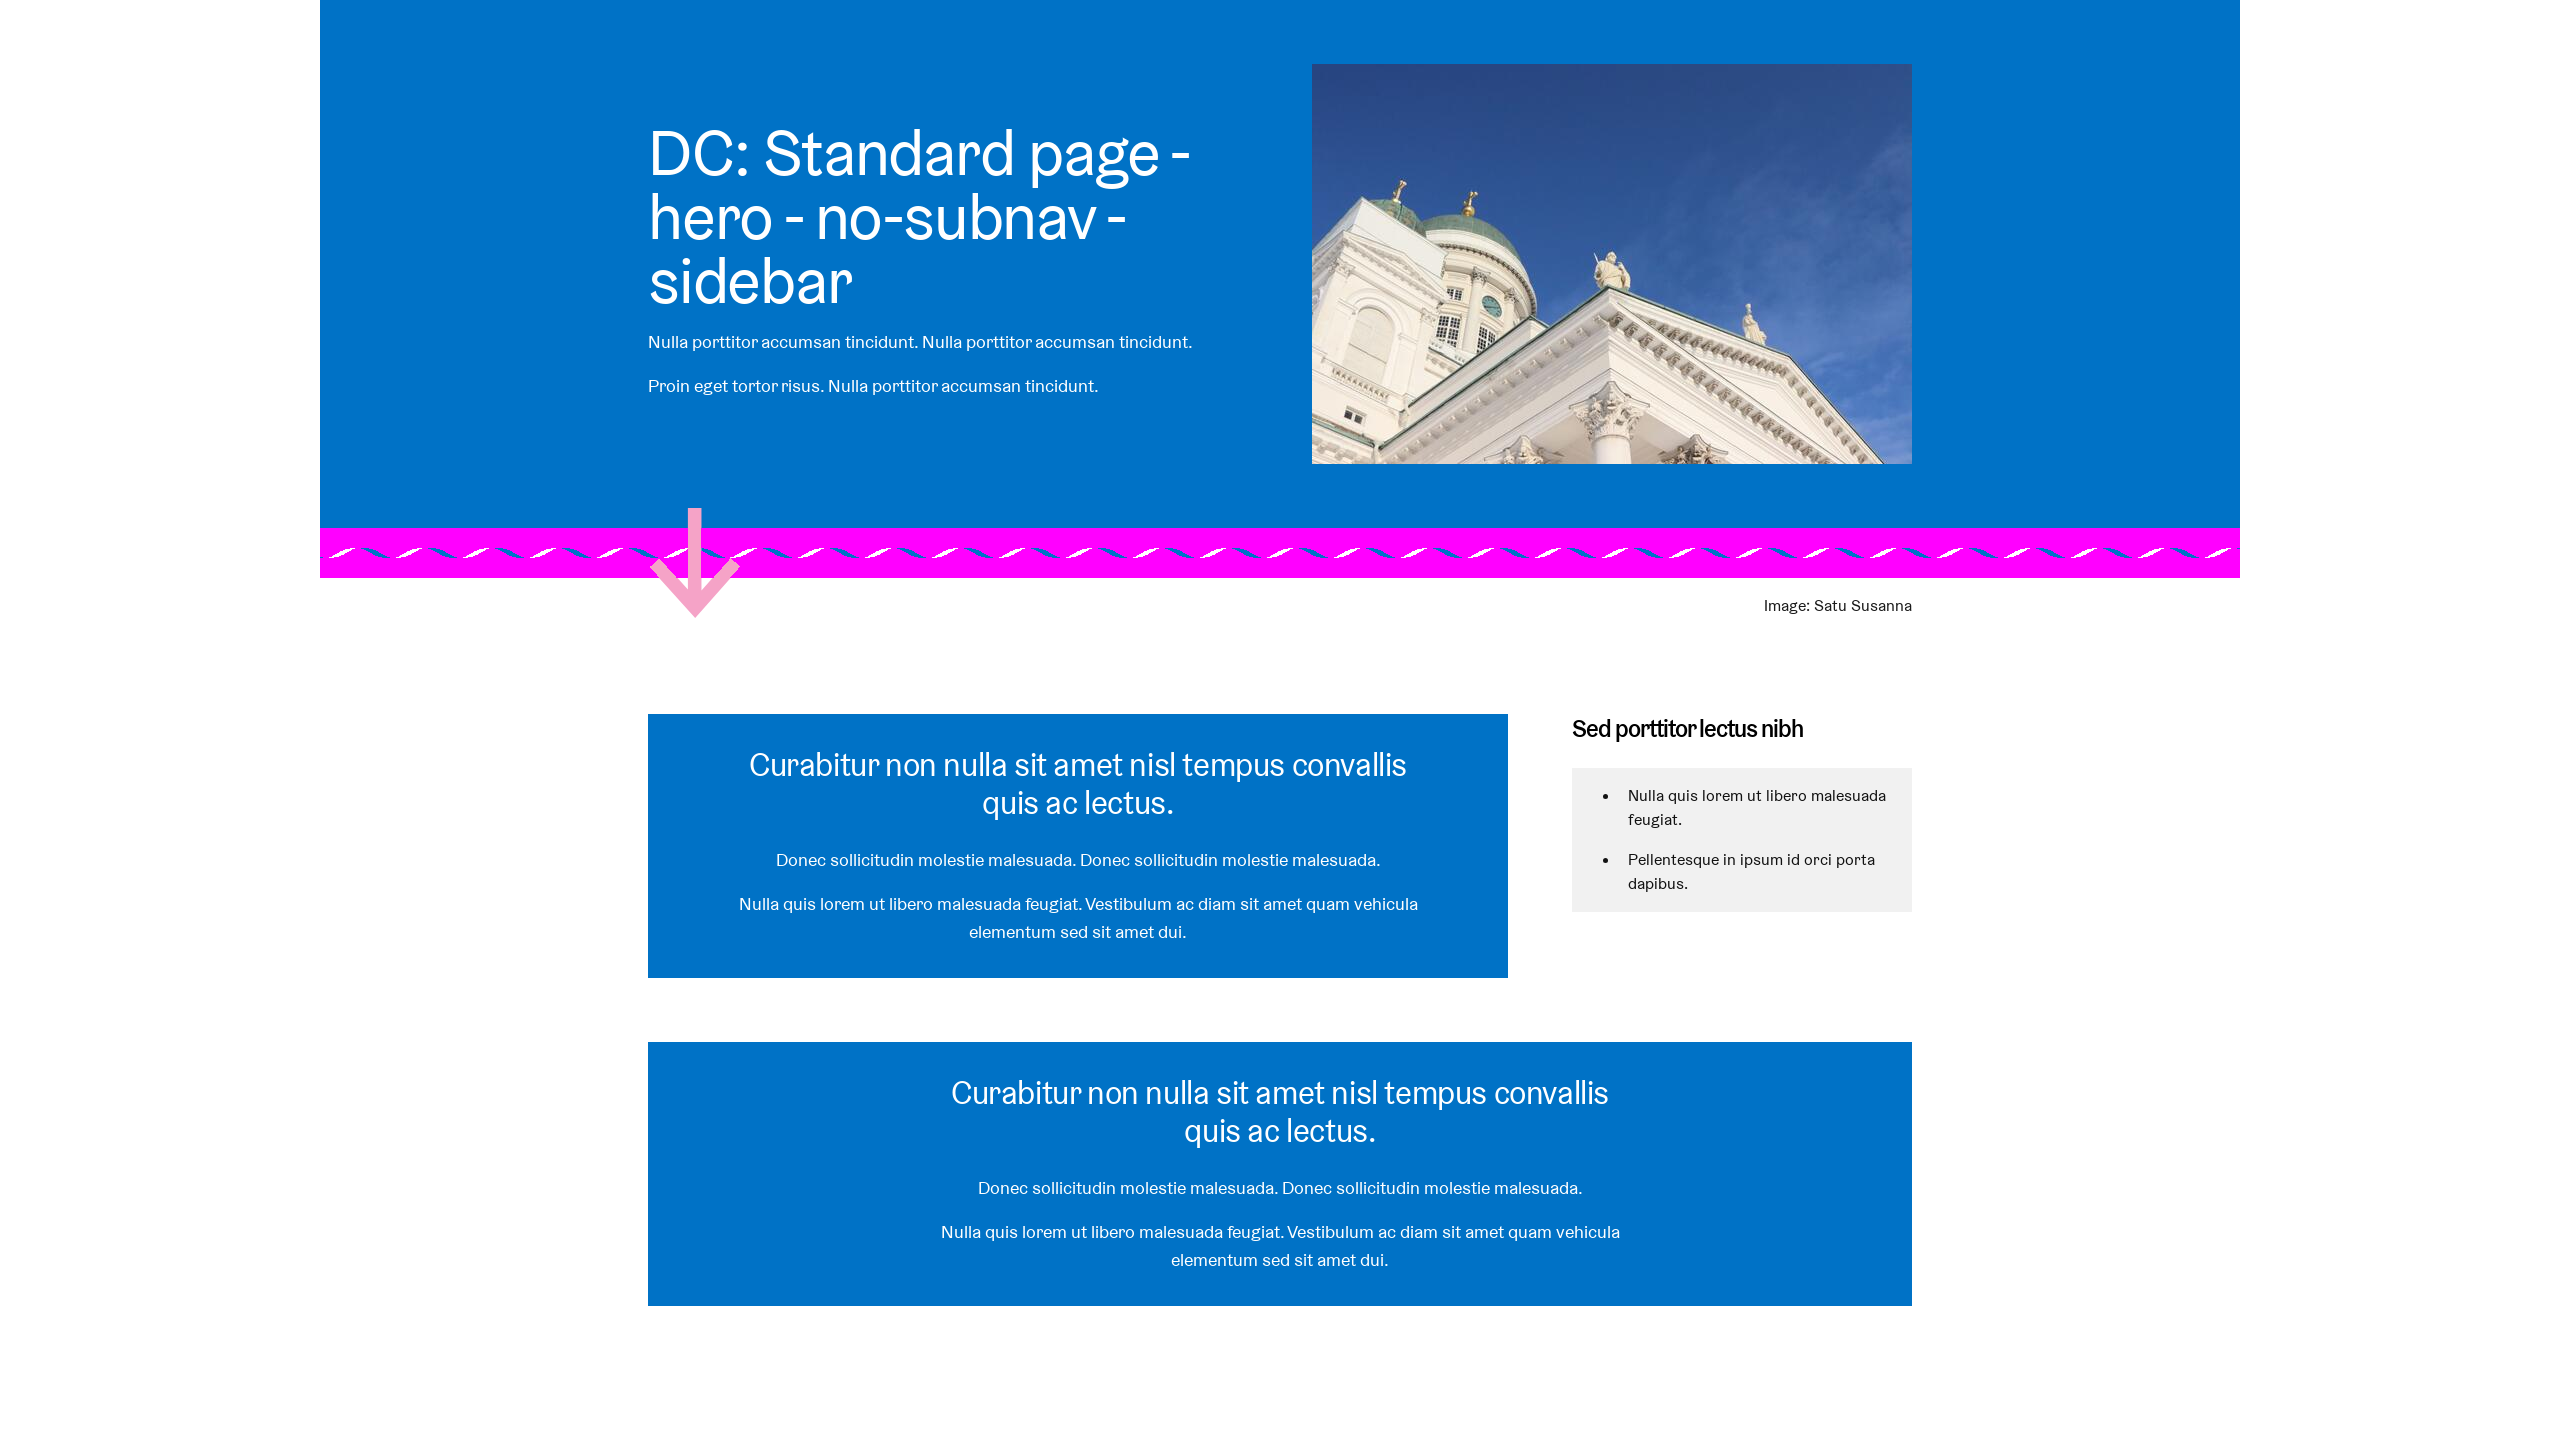 DC: Standard page -
hero - no-subnav -
sidebar
Nulla porttitor accumsan tincidunt. Nulla porttitor accumsan tincidunt.
Proin eget tortor risus. Nulla porttitor accumsan tincidunt.
Image: Satu Susanna
Curabitur non nulla sit amet nisl tempus convallis
quis ac lectus.
Donec sollicitudin molestie malesuada. Donec sollicitudin molestie malesuada.
Nulla quis lorem ut libero malesuada feugiat. Vestibulum ac diam sit amet quam vehicula
elementum sed sit amet dui.
Sed porttitor lectus nibh
Nulla quis lorem ut libero malesuada
feugiat.
Pellentesque in ipsum id orci porta
dapibus.
Curabitur non nulla sit amet nisl tempus convallis
quis ac lectus.
Donec sollicitudin molestie malesuada. Donec sollicitudin molestie malesuada.
Nulla quis lorem ut libero malesuada feugiat. Vestibulum ac diam sit amet quam vehicula
elementum sed sit amet dui.